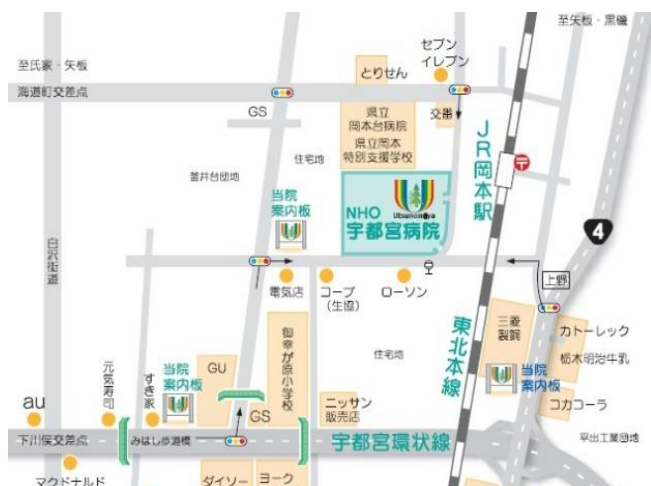 至矢板・黒磯
セブン
イレブン
至氏家・矢板
とりせん
海道町交差点
GS
交番
県立
岡本台病院
県立岡本
特別支援学校
JR岡本駅
〒
住宅地
釜井台団地
当院
案内板
Utsunomiya
NHO
宇都宮病院
4
白沢街道
上野
電気店
コープ
(生協)
ローソン
三菱
製鋼
カトーレック
栃木明治牛乳
御幸が原小学校
住宅地
東北本線
当院
案内板
コカコーラ
元気寿司
すき家
当院
案内板
GU
GS
ニッサン
販売店
au
下川俣交差点
みはし歩道橋
宇都宮環状線
平出工業団地
マクドナルド
ダイソー
ヨーク